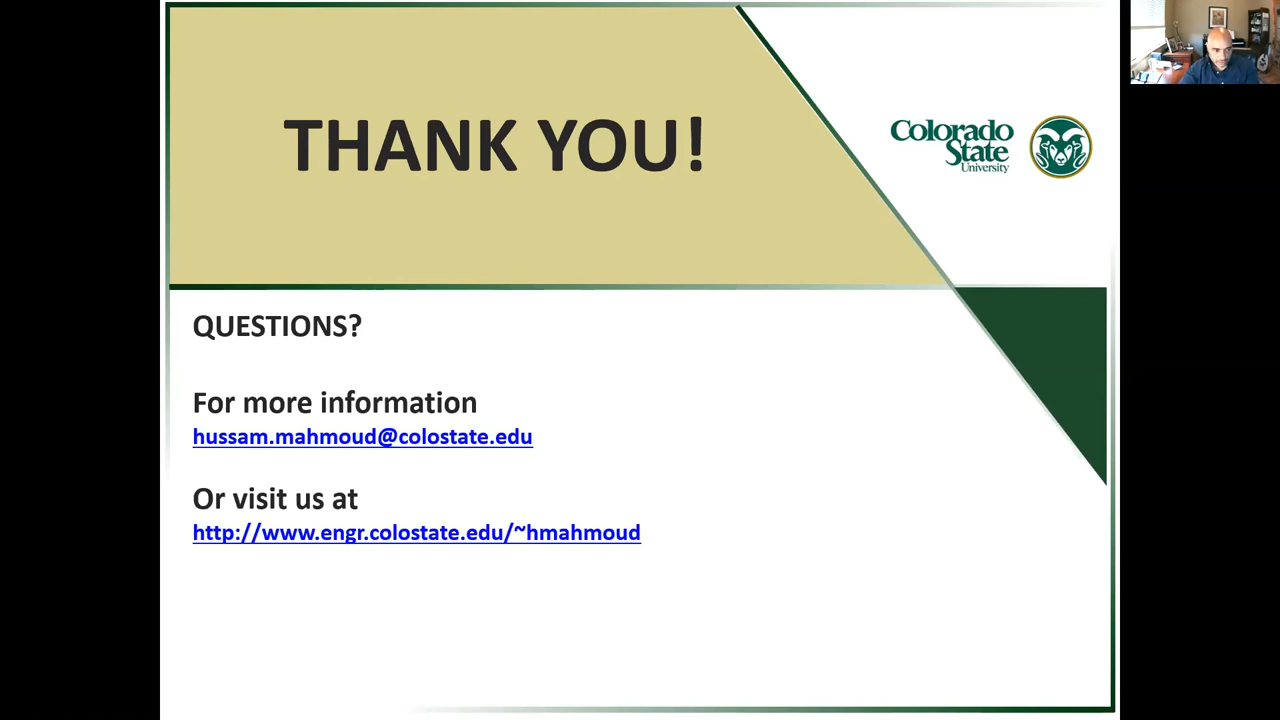 THANK YOU!
Colorado
State
University
QUESTIONS?
For more information
hussam.mahmoud@colostate.edu
Or visit us at
http://www.engr.colostate.edu/~hmahmoud